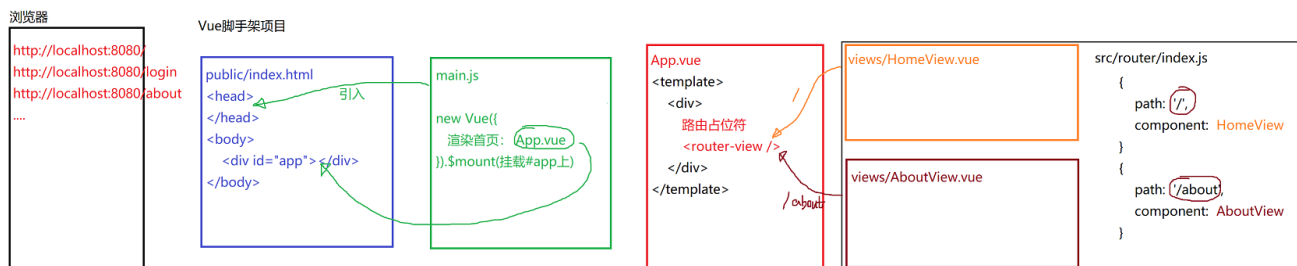 浏览器
http://localhost:8080/
http://localhost:8080/login
http://localhost:8080/about
....
Vue脚手架项目
public/index.html
<head>
</head>
<body>
<div id="app"></div>
</body>
引入
main.js
new Vue({
渲染首页: App.vue
}).$mount(挂载#app上)
App.vue
<template>
<div>
路由占位符
<router-view />
</div>
</template>
/
/about
views/HomeView.vue
views/AboutView.vue
src/router/index.js
{
path: '/',
component: HomeView
}
{
path: '/about',
component: AboutView
}